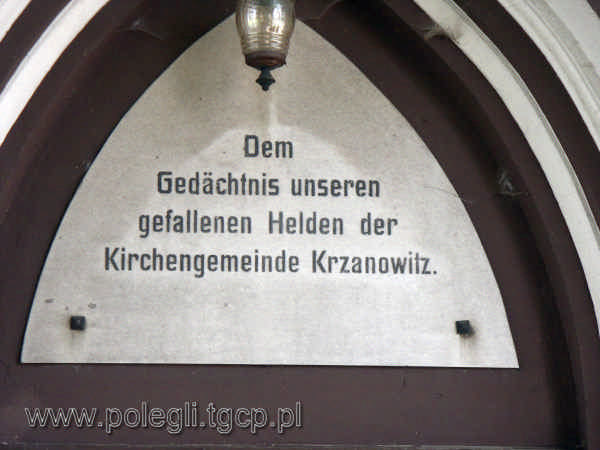 Dem
Gedächtnis unseren
gefallenen Helden der
Kirchengemeinde Krzanowitz.
www.polegli.tgcp.pl